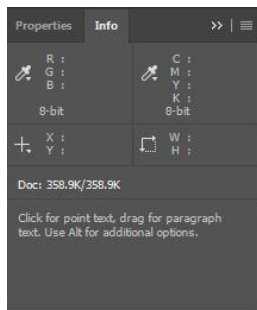 Properties Info
R : C :
G : M :
B : Y :
K :
8-bit 8-bit
X : W :
Y : H :
Doc: 358.9K/358.9K
Click for point text, drag for paragraph
text. Use Alt for additional options.